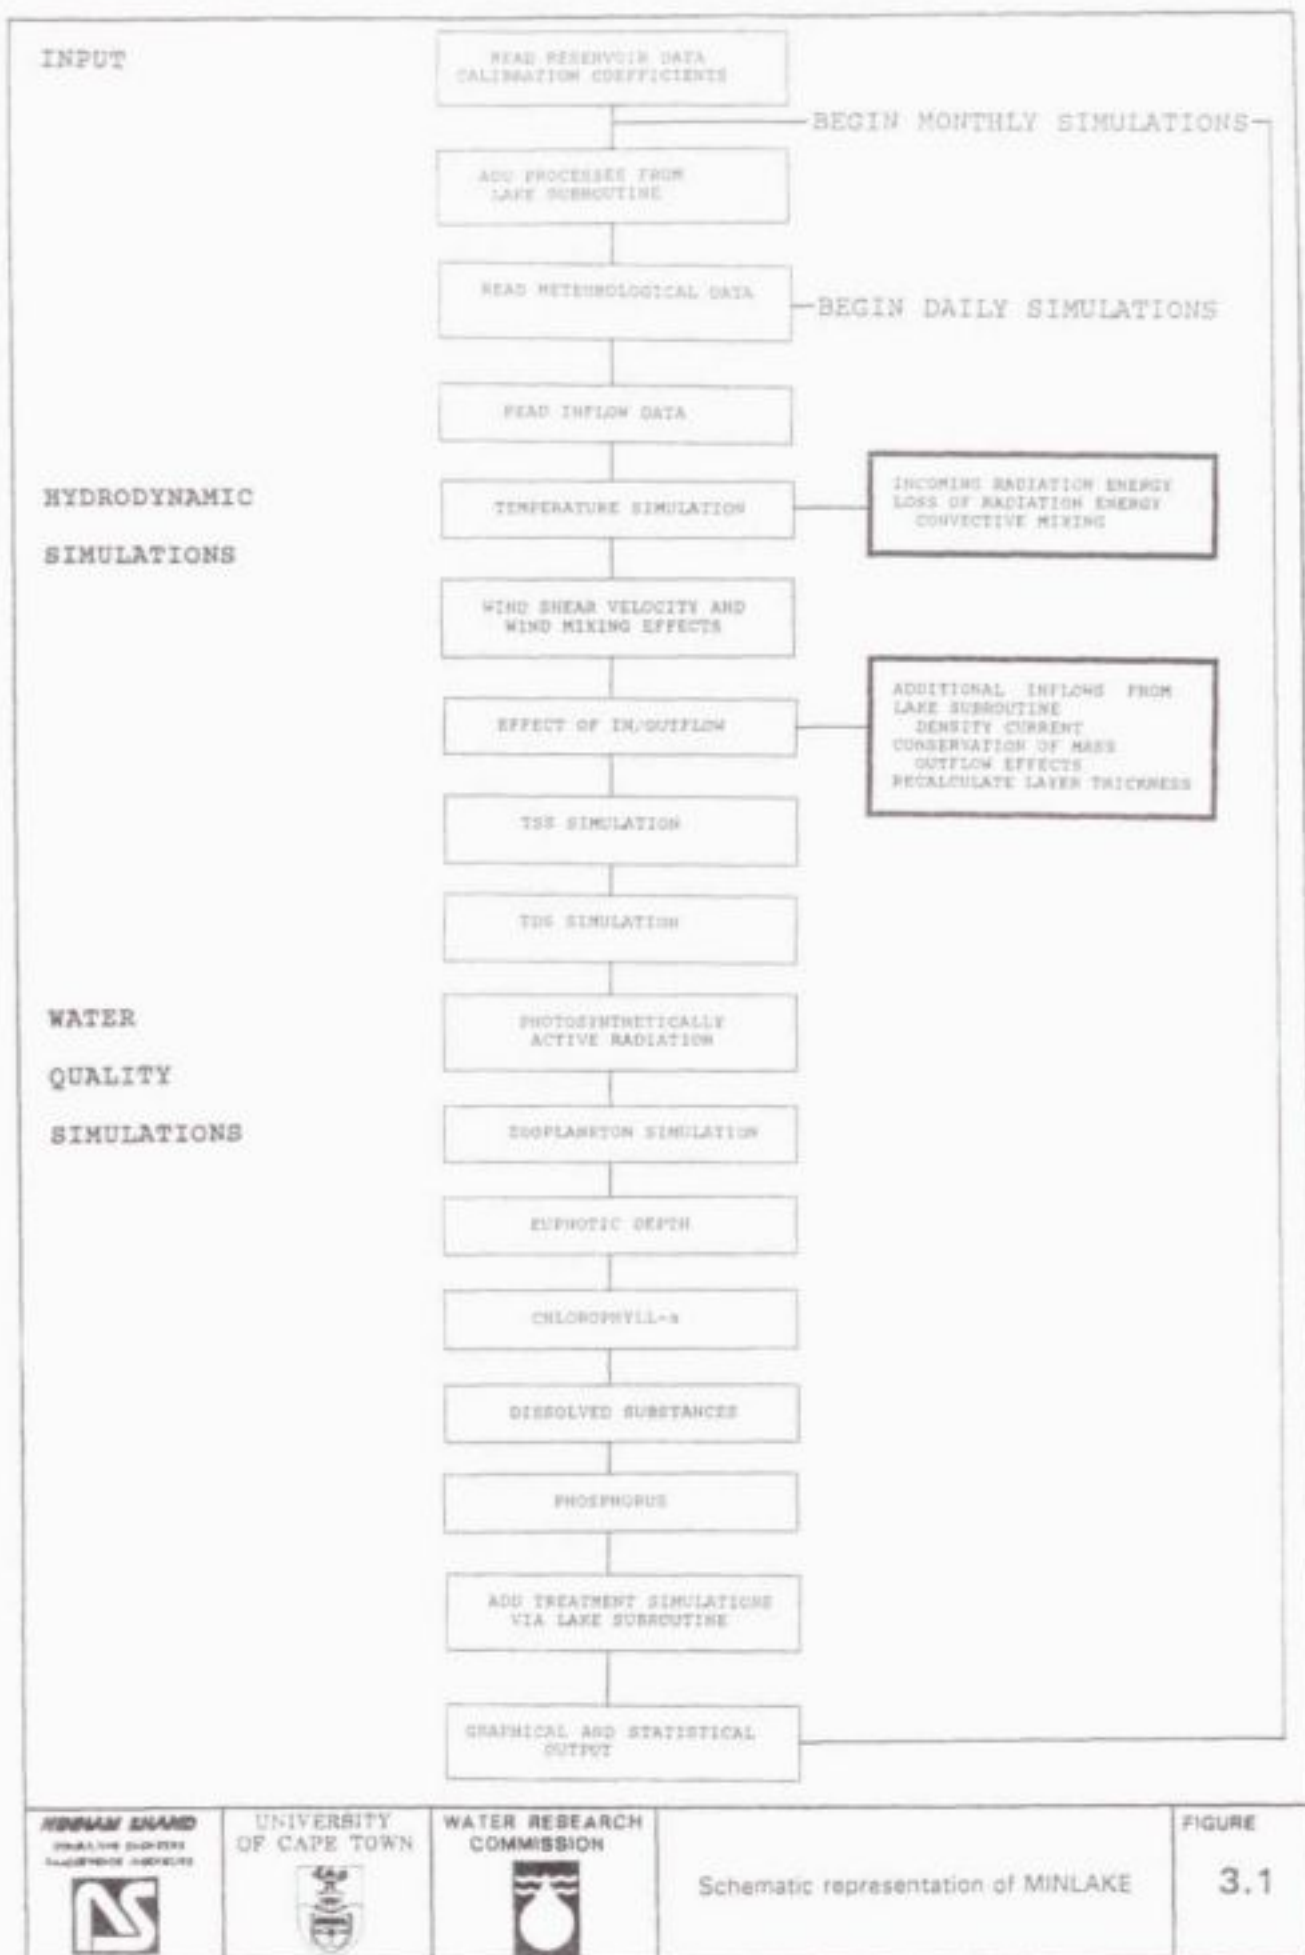 INPUT
READ RESERVOIR DATA
CALIBRATION COEFFICIENTS
BEGIN MONTHLY SIMULATIONS
ADD PROCESSES FROM
LAKE SUBROUTINE
READ METEOROLOGICAL DATA
BEGIN DAILY SIMULATIONS
READ INFLOW DATA
HYDRODYNAMIC
SIMULATIONS
TEMPERATURE SIMULATION
INCOMING RADIATION ENERGY
LOSS OF RADIATION ENERGY
CONVECTIVE MIXING
WIND SHEAR VELOCITY AND
WIND MIXING EFFECTS
EFFECT OF IN/OUTFLOW
ADDITIONAL INFLOWS FROM
LAKE SUBROUTINE
DENSITY CURRENT
CONSERVATION OF MASS
OUTFLOW EFFECTS
RECALCULATE LAYER THICKNESS
TSS SIMULATION
TDS SIMULATION
WATER
QUALITY
SIMULATIONS
PHOTOSYNTHETICALLY
ACTIVE RADIATION
ZOOPLANKTON SIMULATION
EUPHOTIC DEPTH
CHLOROPHYLL-a
DISSOLVED SUBSTANCES
PHOSPHORUS
ADD TREATMENT SIMULATIONS
VIA LAKE SUBROUTINE
GRAPHICAL AND STATISTICAL
OUTPUT
NINHAM SHAND
CONSULTING ENGINEERS
RAADGEWENDE INGENIEURS
UNIVERSITY
OF CAPE TOWN
WATER RESEARCH
COMMISSION
Schematic representation of MINLAKE
FIGURE
3.1